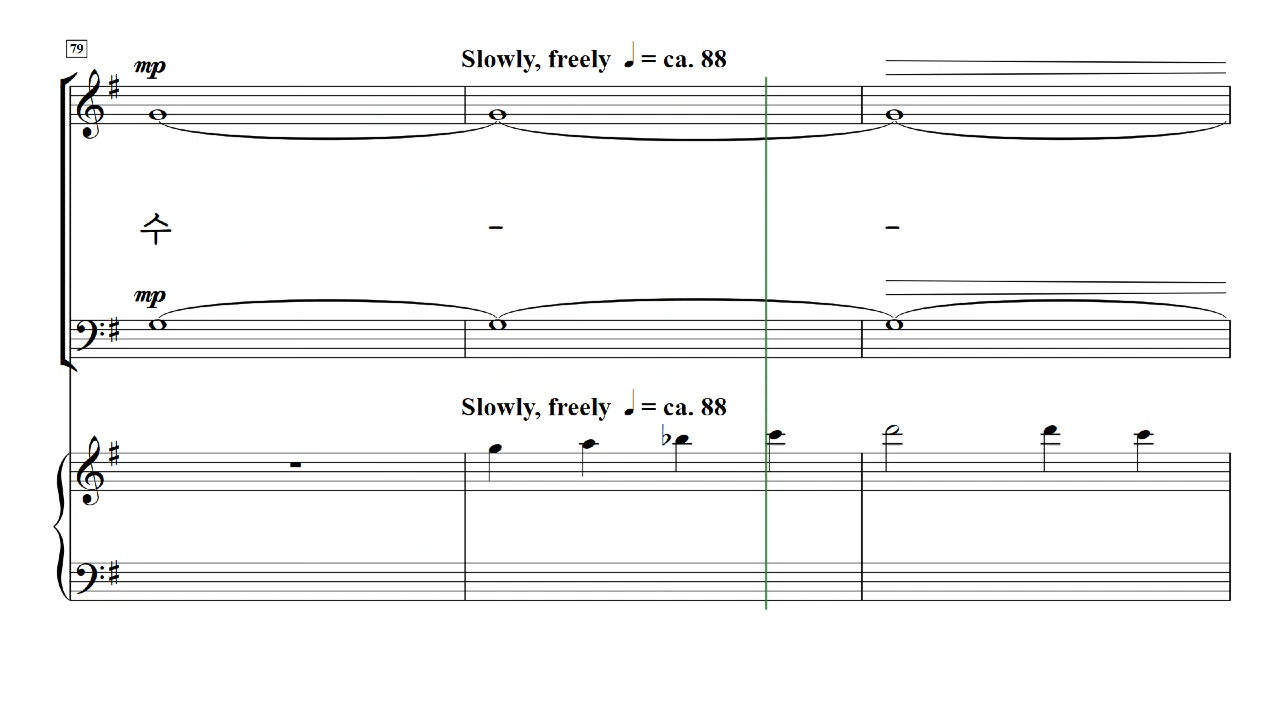 79
mp
Slowly, freely ♩ = ca. 88
수 - -
mp
Slowly, freely ♩ = ca. 88